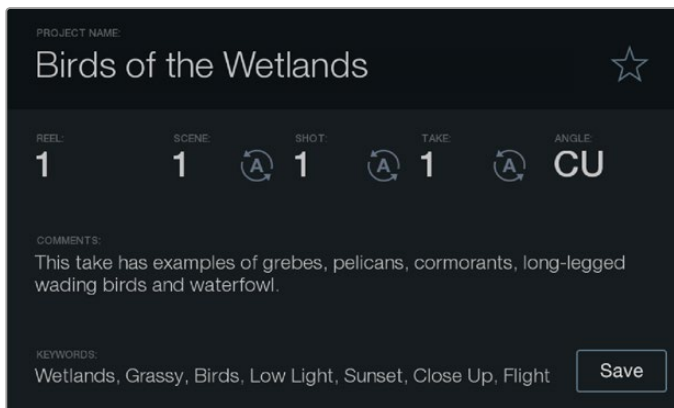 PROJECT NAME:
Birds of the Wetlands
REEL: SCENE: SHOT: TAKE: ANGLE:
1 1 A 1 A 1 A CU
COMMENTS:
This take has examples of grebes, pelicans, cormorants, long-legged
wading birds and waterfowl.
KEYWORDS:
Wetlands, Grassy, Birds, Low Light, Sunset, Close Up, Flight Save